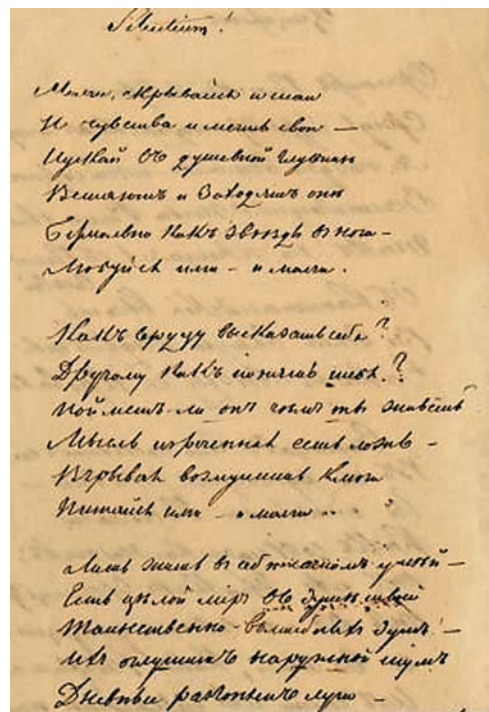 Silentium!
Молчи, скрывайся и таи
И чувства и мечты свои —
Пускай въ душевной глубинѣ
Встаютъ и заходятъ онѣ
Безмолвно какъ звѣзды въ ночи —
Любуйся ими — и молчи.
Какъ сердцу высказать себя?
Другому какъ понять тебя?
Пойметъ-ли онъ чѣмъ ты живешь
Мысль изреченная есть ложь —
Взрывая возмутишь ключи
Питайся ими — и молчи...
Лишь жить въ себѣ самомъ умѣй —
Есть цѣлой міръ въ душѣ твоей
Таинственно-волшебныхъ думъ —
Ихъ оглушитъ наружной шумъ
Дневные разгонятъ лучи —